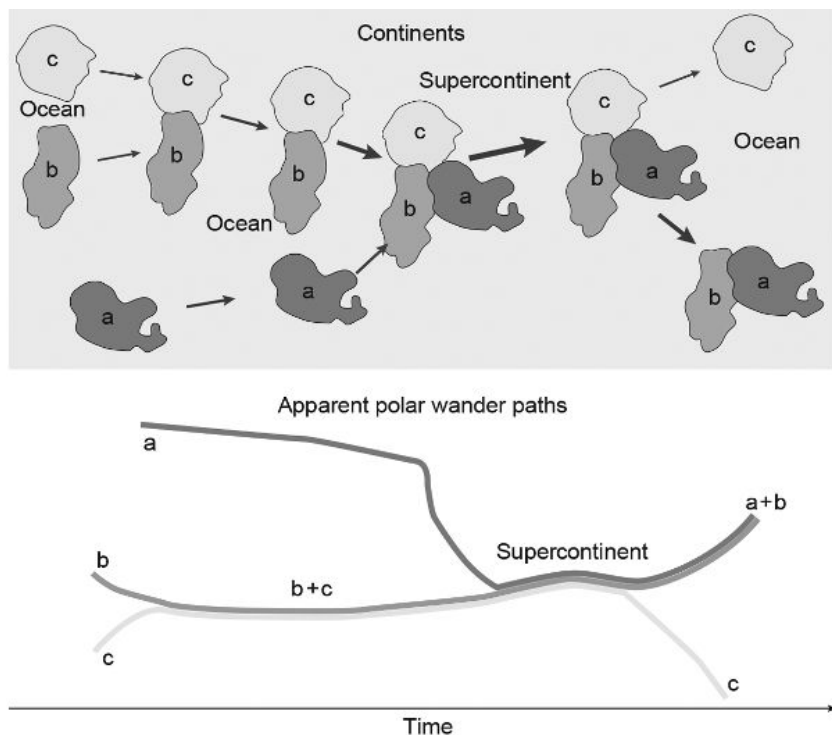 Continents
c
c
c
Supercontinent
c
c
c
Ocean
Ocean
b
b
b
b
b
a
a
Ocean
a
a
b
a
Apparent polar wander paths
a
a+b
Supercontinent
b
b+c
c
c
Time